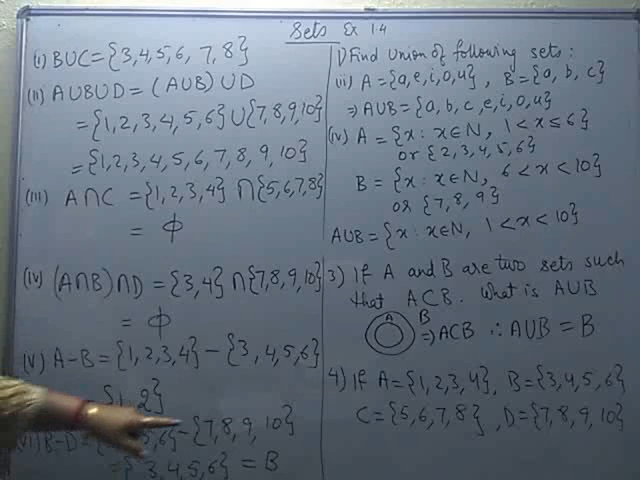 Sets Ex 1.4
(i) B∪C = {3,4,5,6, 7,8}
(ii) A∪B∪D = (A∪B) ∪D
= {1,2,3,4,5,6} ∪{7,8,9,10}
= {1,2,3,4,5,6,7,8,9,10}
(iii) A∩C = {1,2,3,4} ∩{5,6,7,8}
= ϕ
(iv) (A∩B)∩D = {3,4} ∩{7,8,9,10}
= ϕ
(v) A-B = {1,2,3,4} - {3,4,5,6}
{1,2}
B-D = 5,6} - {7,8,9,10}
= { 3,4,5,6} = B
1) Find Union of following sets :
ii) A = {a,e,i,o,u} , B = {a, b, c}
⇒ A∪B = {a, b, c, e, i, o, u}
(iv) A = {x : x∈N, 1<x≤6}
or {2,3,4,5,6}
B = {x : x∈N, 6<x<10}
or {7,8,9}
A∪B = {x : x∈N, 1<x<10}
3) If A and B are two sets such
that A⊂B. What is A∪B
A B ⇒ A⊂B ∴ A∪B = B
4) If A={1,2,3,4}, B={3,4,5,6}
C = {5,6,7,8} , D={7,8,9,10}